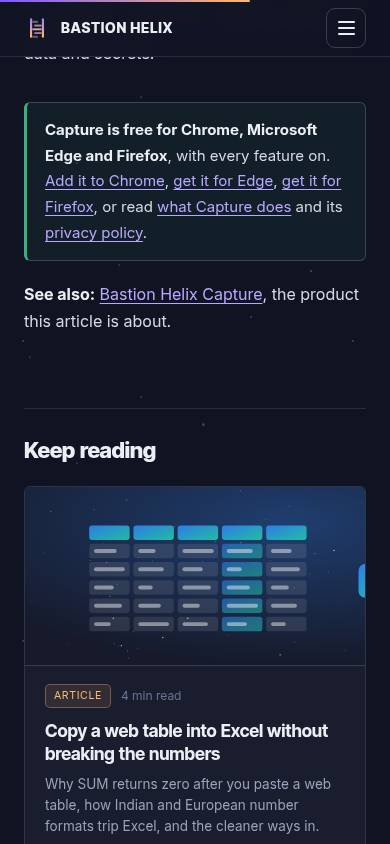 BASTION HELIX
data and secrets.
Capture is free for Chrome, Microsoft
Edge and Firefox, with every feature on.
Add it to Chrome, get it for Edge, get it for
Firefox, or read what Capture does and its
privacy policy.
See also: Bastion Helix Capture, the product
this article is about.
Keep reading
ARTICLE 4 min read
Copy a web table into Excel without
breaking the numbers
Why SUM returns zero after you paste a web
table, how Indian and European number
formats trip Excel, and the cleaner ways in.